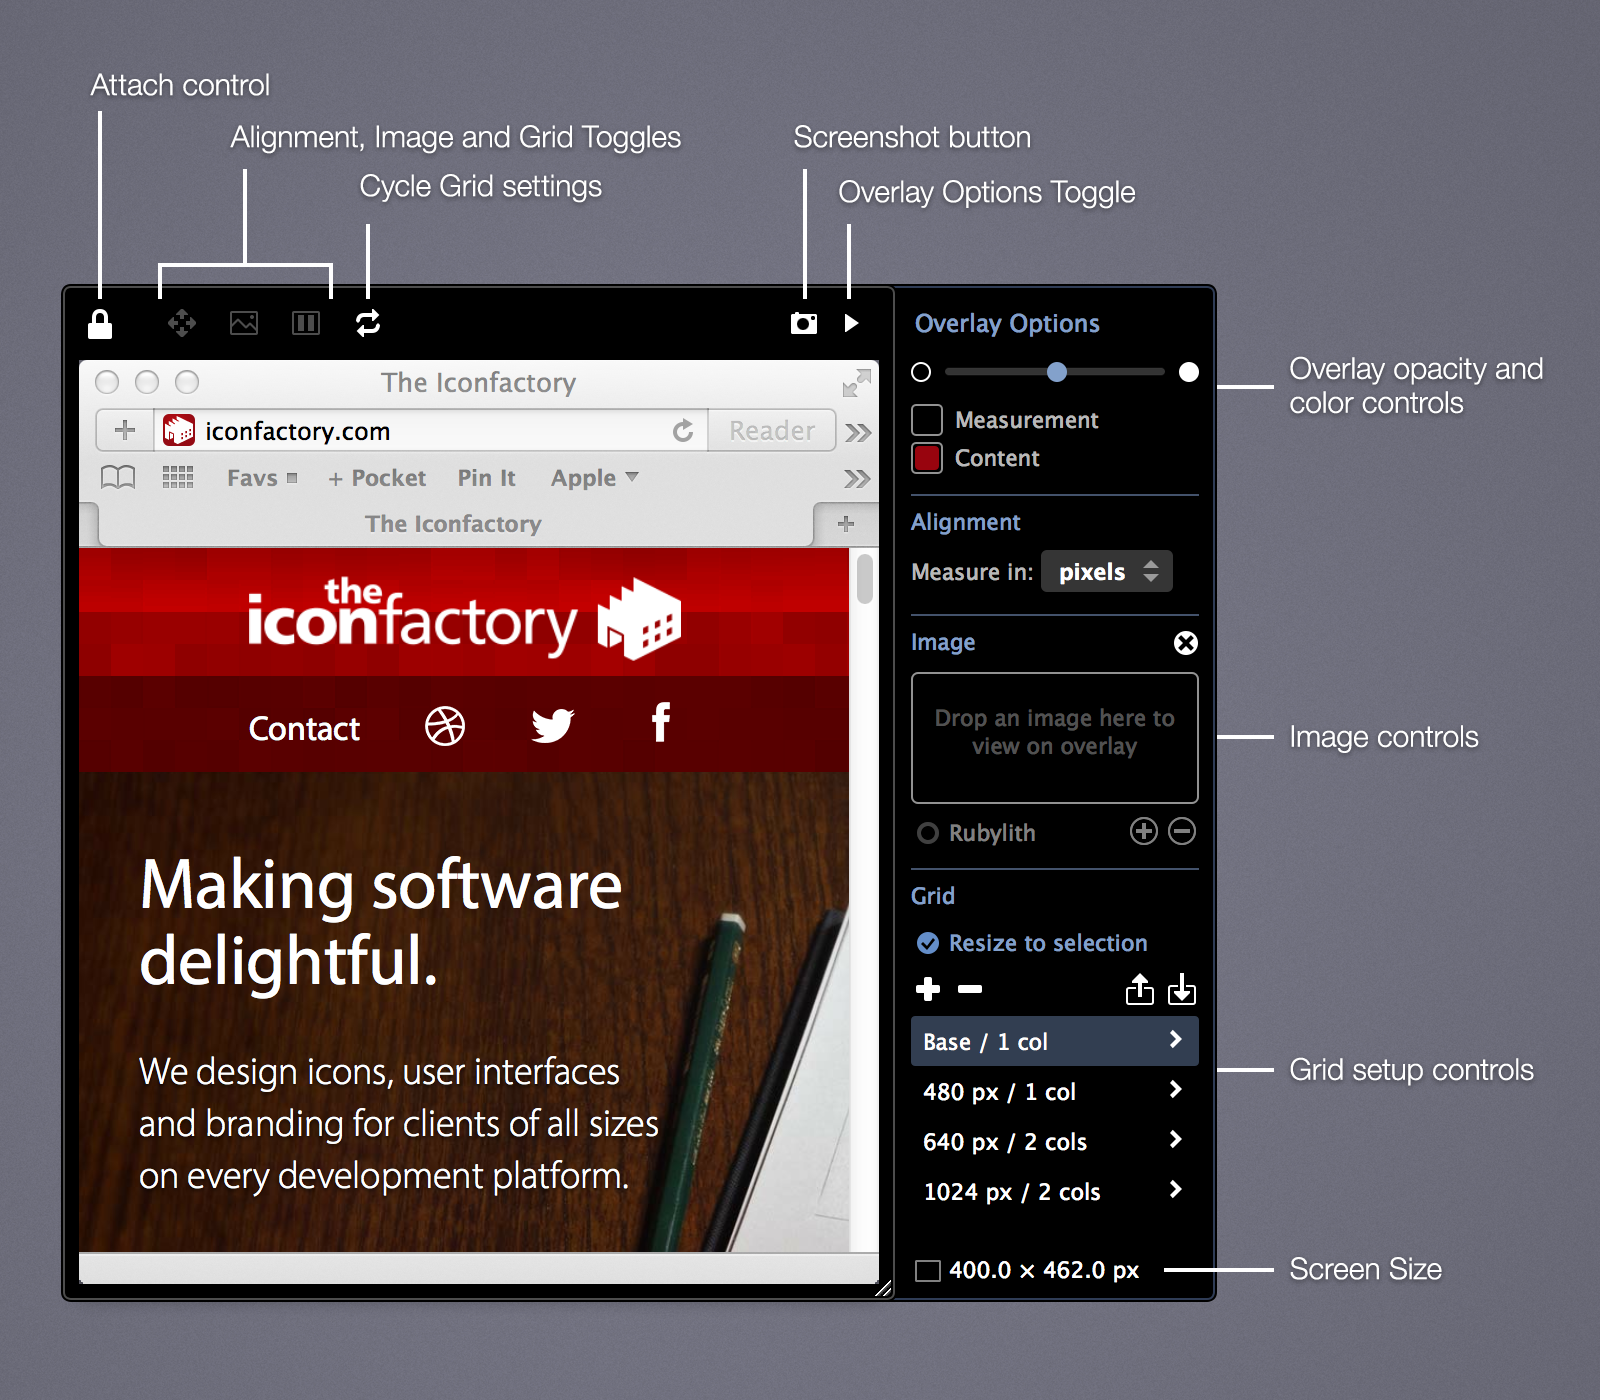 Attach control
Alignment, Image and Grid Toggles
Cycle Grid settings
Screenshot button
Overlay Options Toggle
The Iconfactory
iconfactory.com
Reader
Favs
+ Pocket
Pin It
Apple
The Iconfactory
the
iconfactory
Contact
Making software
delightful.
We design icons, user interfaces
and branding for clients of all sizes
on every development platform.
Overlay Options
Measurement
Content
Alignment
Measure in: pixels
Image
Drop an image here to
view on overlay
Rubylith
Grid
Resize to selection
Base / 1 col
480 px / 1 col
640 px / 2 cols
1024 px / 2 cols
400.0 × 462.0 px
Overlay opacity and
color controls
Image controls
Grid setup controls
Screen Size